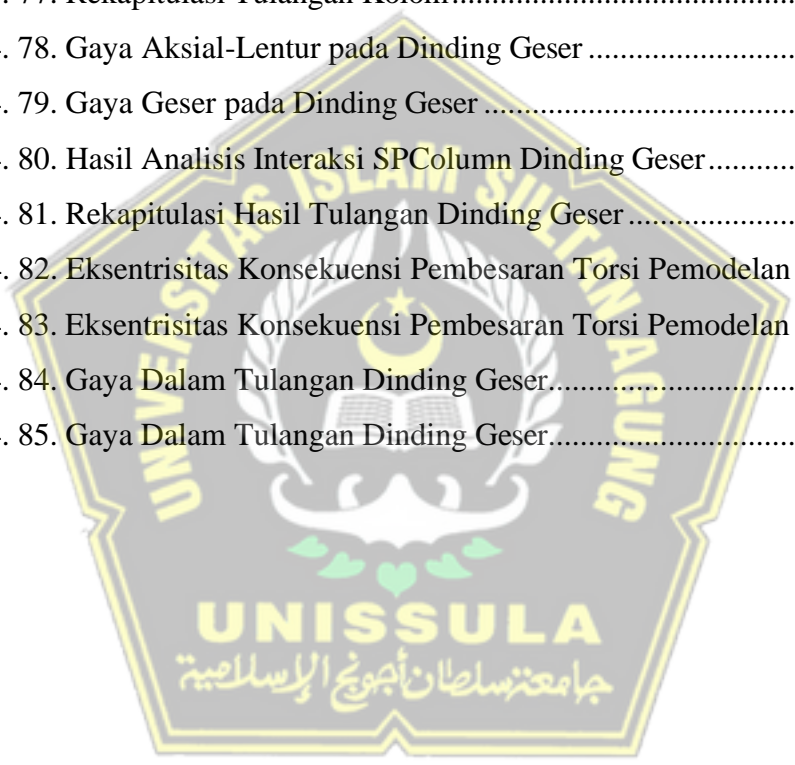 . 77. Rekapitulasi Tulangan Kolom
. 78. Gaya Aksial-Lentur pada Dinding Geser
. 79. Gaya Geser pada Dinding Geser
. 80. Hasil Analisis Interaksi SPColumn Dinding Geser
. 81. Rekapitulasi Hasil Tulangan Dinding Geser
. 82. Eksentrisitas Konsekuensi Pembesaran Torsi Pemodelan
. 83. Eksentrisitas Konsekuensi Pembesaran Torsi Pemodelan
. 84. Gaya Dalam Tulangan Dinding Geser
. 85. Gaya Dalam Tulangan Dinding Geser
UNIVERSITAS ISLAM SULTAN AGUNG
UNISSULA
جامعة سلطان أجونج الإسلامية